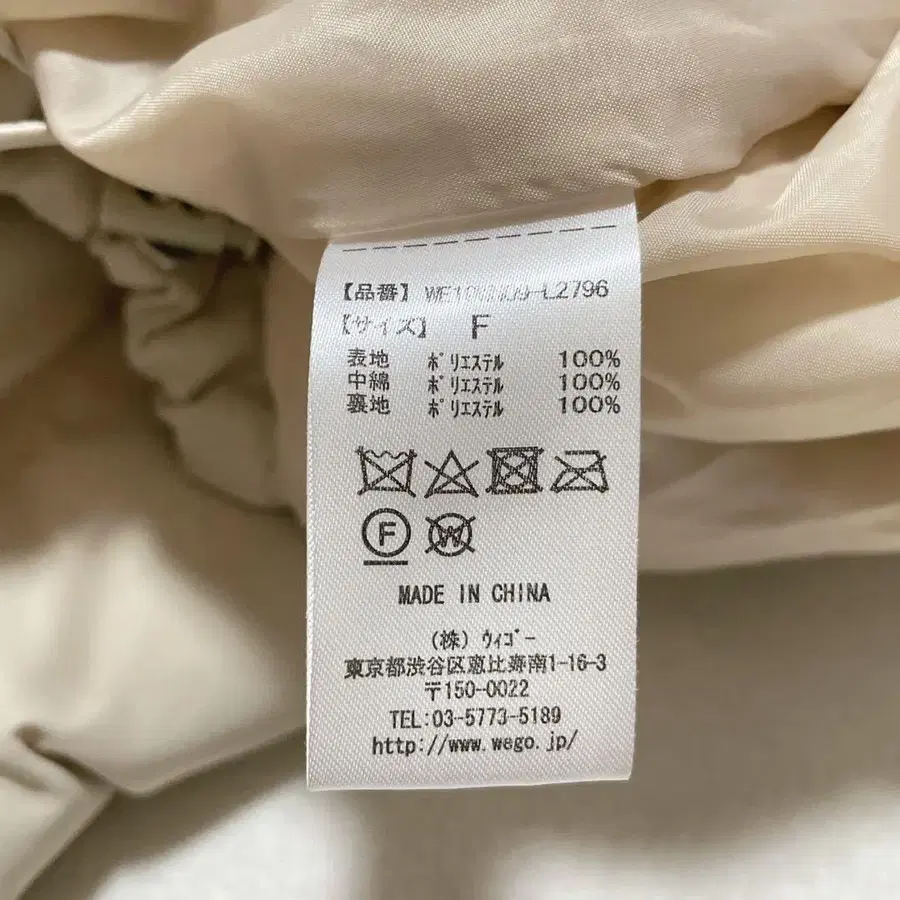 【品番】 -L2796
【サイズ】 F
表地 ポリエステル 100%
中綿 ポリエステル 100%
裏地 ポリエステル 100%
F W
MADE IN CHINA
(株) ウィゴー
東京都渋谷区恵比寿南1-16-3
〒150-0022
TEL:03-5773-5189
http://www.wego.jp/